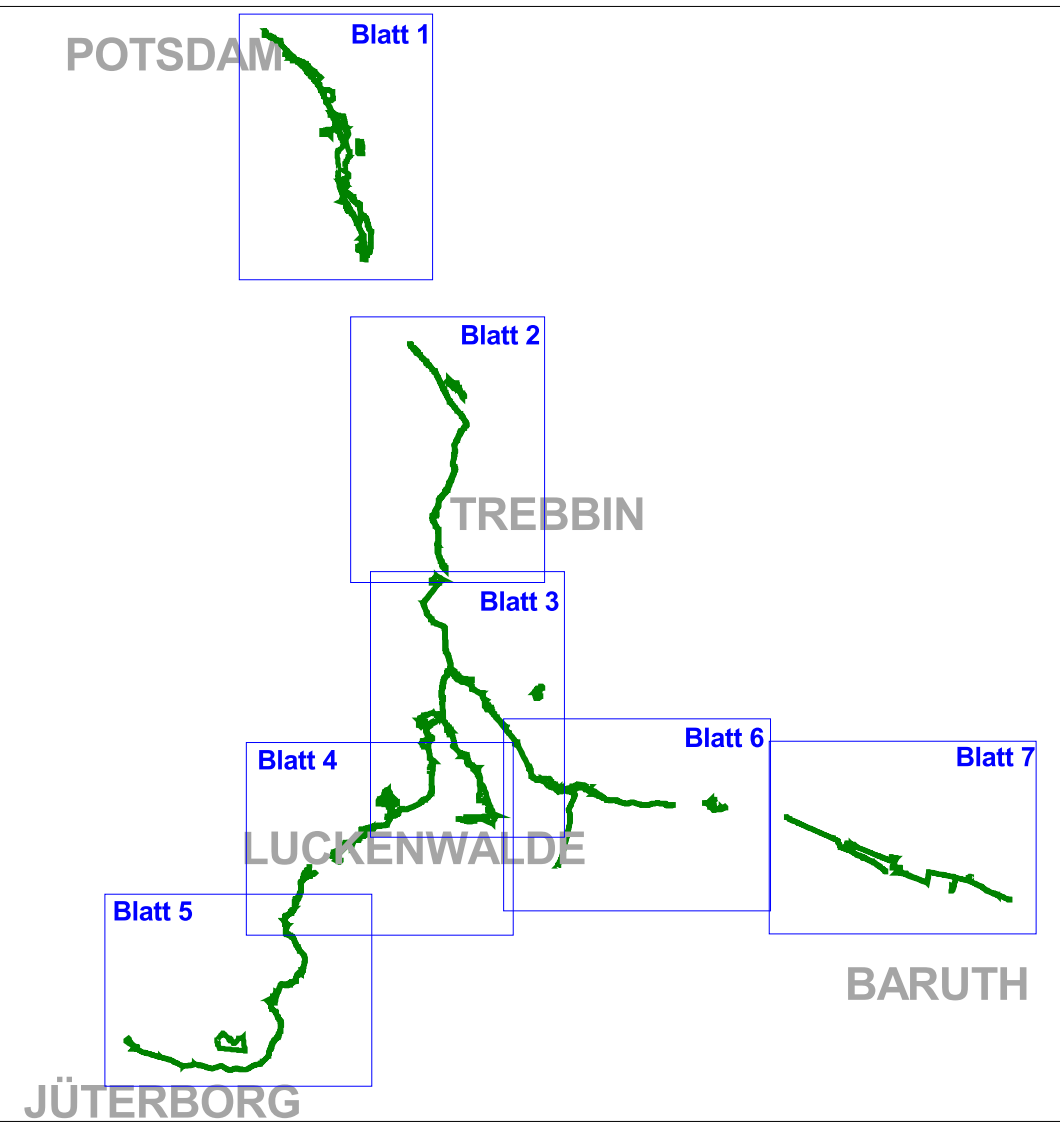 POTSDAM
Blatt 1
Blatt 2
TREBBIN
Blatt 3
Blatt 6
Blatt 7
Blatt 4
LUCKENWALDE
Blatt 5
BARUTH
JÜTERBORG